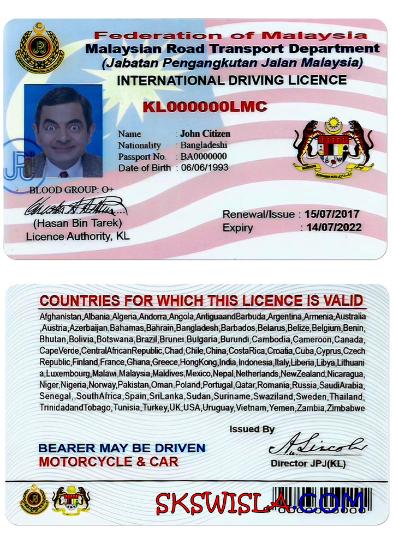 Federation of Malaysia
Malaysian Road Transport Department
(Jabatan Pengangkutan Jalan Malaysia)
INTERNATIONAL DRIVING LICENCE
KL000000LMC
Name : John Citizen
Nationality : Bangladeshi
Passport No. : BA0000000
Date of Birth : 06/06/1993
JPJ
BLOOD GROUP: O+
(Hasan Bin Tarek)
Licence Authority, KL
Renewal/Issue : 15/07/2017
Expiry : 14/07/2022
COUNTRIES FOR WHICH THIS LICENCE IS VALID
Afghanistan,Albania,Algeria,Andorra,Angola,AntiguaandBarbuda,Argentina,Armenia,Australia
,Austria,Azerbaijan,Bahamas,Bahrain,Bangladesh,Barbados,Belarus,Belize,Belgium,Benin,
Bhutan,Bolivia,Botswana,Brazil,Brunei,Bulgaria,Burundi,Cambodia,Cameroon,Canada,
CapeVerde,CentralAfricanRepublic,Chad,Chile,China,CostaRica,Croatia,Cuba,Cyprus,Czech
Republic,Finland,France,Ghana,Greece,HongKong,India,Indonesia,Italy,Liberia,Libya,Lithuani
a,Luxembourg,Malawi,Malaysia,Maldives,Mexico,Nepal,Netherlands,NewZealand,Nicaragua,
Niger,Nigeria,Norway,Pakistan,Oman,Poland,Portugal,Qatar,Romania,Russia,SaudiArabia,
Senegal,SouthAfrica,Spain,SriLanka,Sudan,Suriname,Swaziland,Sweden,Thailand,
TrinidadandTobago,Tunisia,Turkey,UK,USA,Uruguay,Vietnam,Yemen,Zambia,Zimbabwe
Issued By
A. Lincoln
Director JPJ(KL)
BEARER MAY BE DRIVEN
MOTORCYCLE & CAR
SKSWISLA.COM